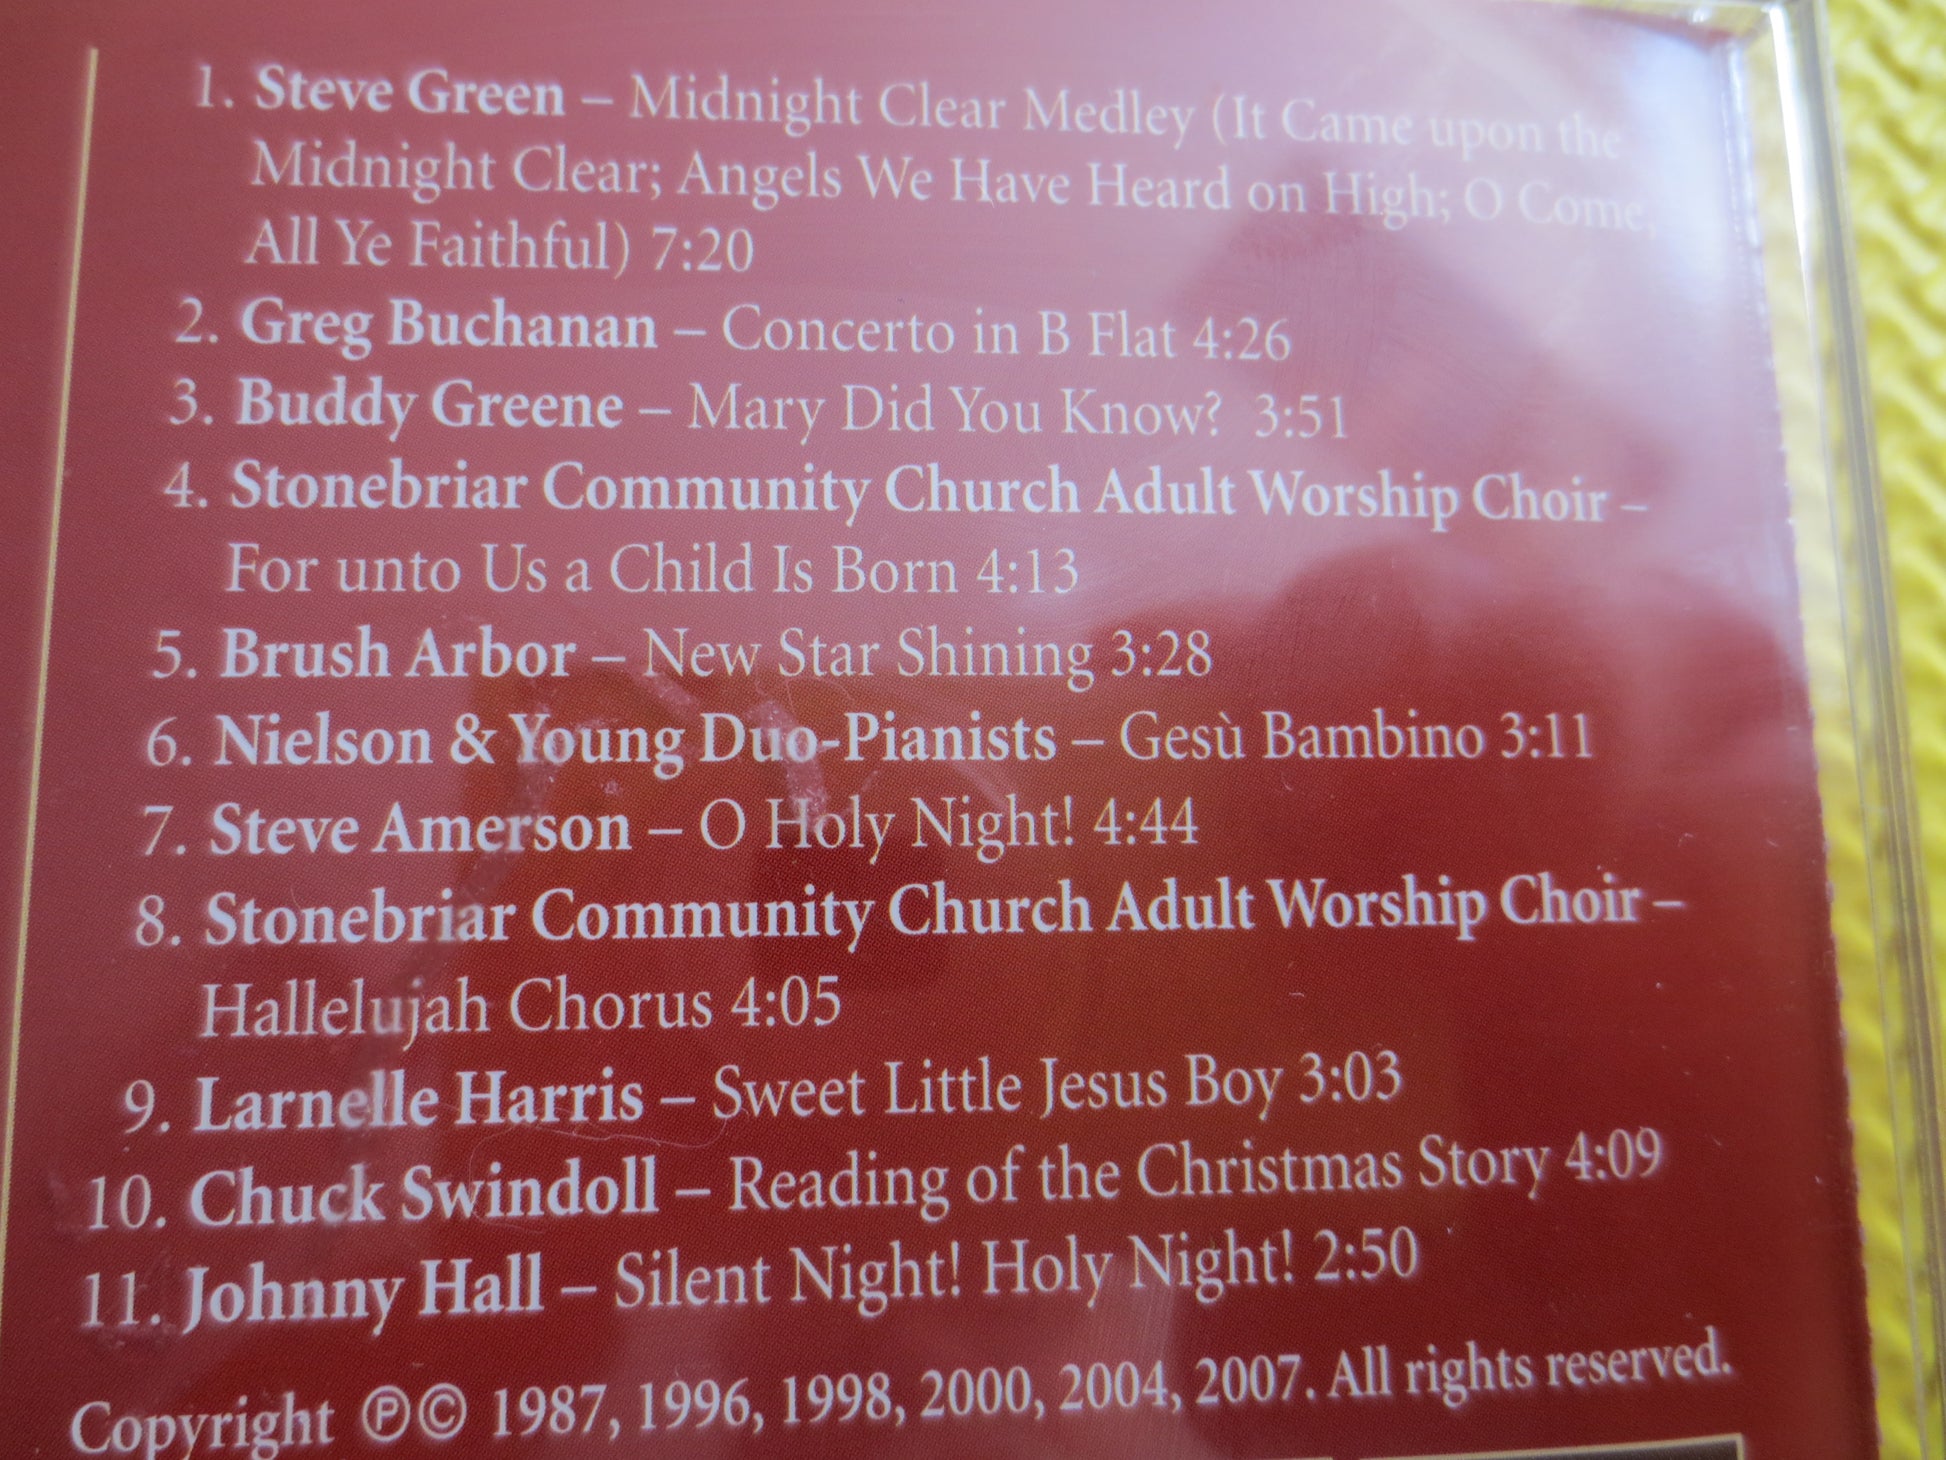 1. Steve Green – Midnight Clear Medley (It Came upon the
Midnight Clear; Angels We Have Heard on High; O Come,
All Ye Faithful) 7:20
2. Greg Buchanan – Concerto in B Flat 4:26
3. Buddy Greene – Mary Did You Know? 3:51
4. Stonebriar Community Church Adult Worship Choir –
For unto Us a Child Is Born 4:13
5. Brush Arbor – New Star Shining 3:28
6. Nielson & Young Duo-Pianists – Gesù Bambino 3:11
7. Steve Amerson – O Holy Night! 4:44
8. Stonebriar Community Church Adult Worship Choir –
Hallelujah Chorus 4:05
9. Larnelle Harris – Sweet Little Jesus Boy 3:03
10. Chuck Swindoll – Reading of the Christmas Story 4:09
11. Johnny Hall – Silent Night! Holy Night! 2:50
Copyright ℗© 1987, 1996, 1998, 2000, 2004, 2007. All rights reserved.